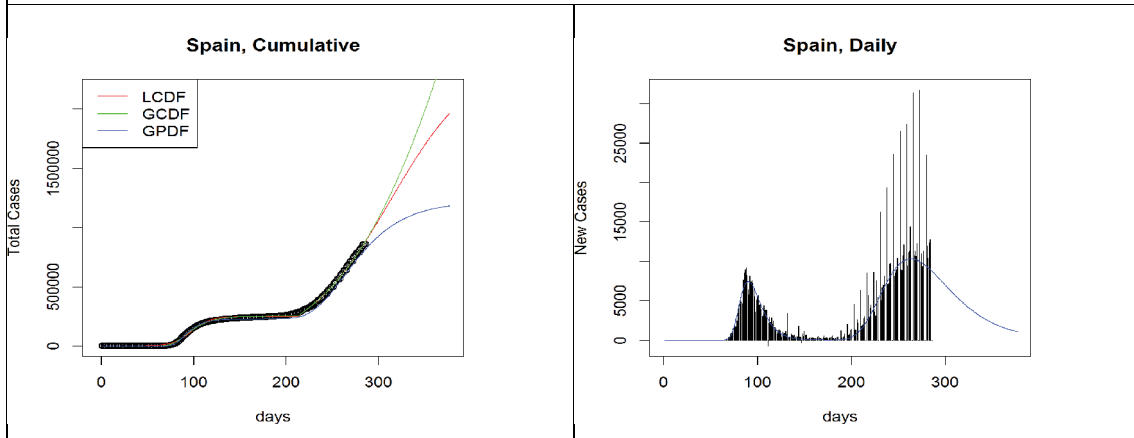 Spain, Cumulative
LCDF
GCDF
GPDF
Total Cases
0
500000
1500000
0
100
200
300
days
Spain, Daily
New Cases
0
5000
15000
25000
0
100
200
300
days